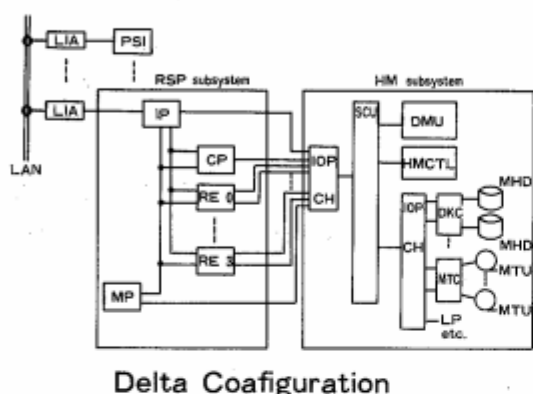 LIA
PSI
RSP subsystem
HM subsystem
LIA
IP
SCU
DMU
LAN
CP
IOP
HMCTL
RE 0
CH
IOP
DKC
MHD
CH
MHD
RE 3
MTC
MTU
MP
MTU
LP
etc.
Delta Coafiguration